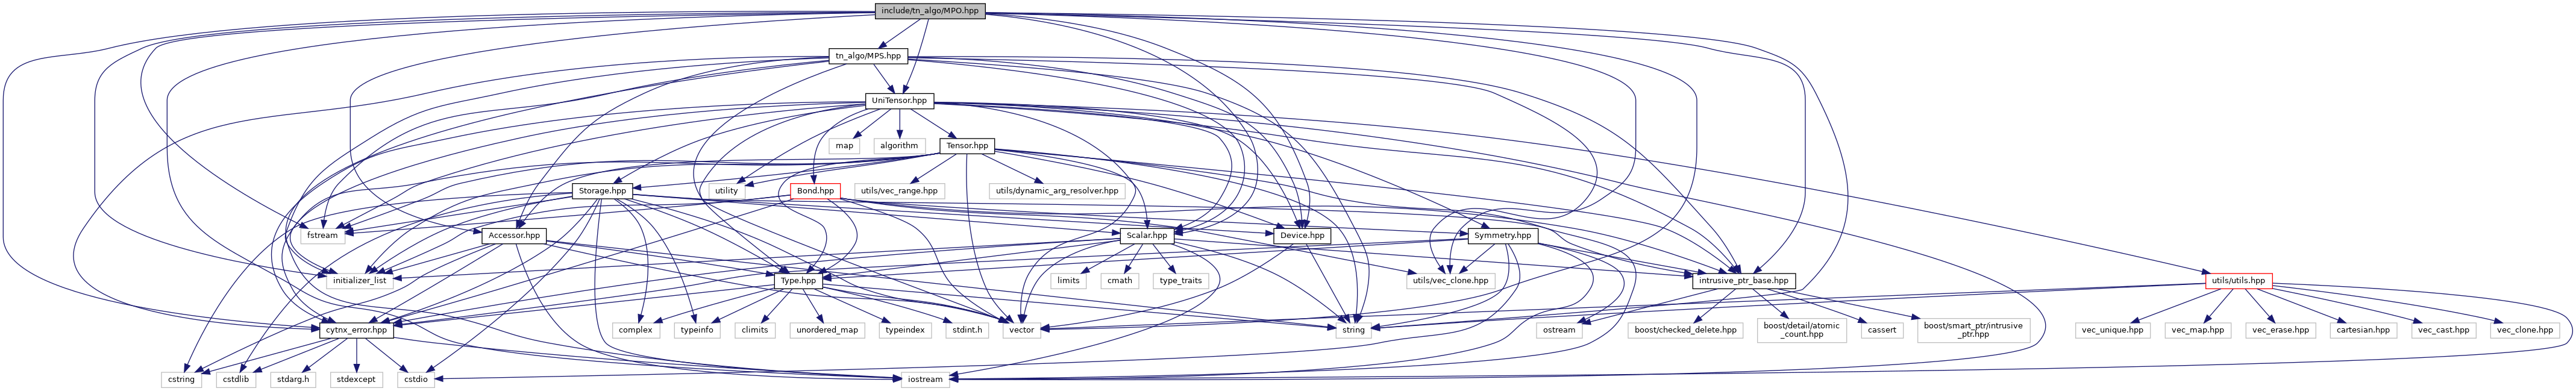 include/tn_algo/MPO.hpp
tn_algo/MPS.hpp
UniTensor.hpp
map
algorithm
Tensor.hpp
Storage.hpp
utility
Bond.hpp
utils/vec_range.hpp
utils/dynamic_arg_resolver.hpp
fstream
Accessor.hpp
Scalar.hpp
Device.hpp
Symmetry.hpp
initializer_list
Type.hpp
limits
cmath
type_traits
utils/vec_clone.hpp
intrusive_ptr_base.hpp
utils/utils.hpp
cytnx_error.hpp
complex
typeinfo
climits
unordered_map
typeindex
stdint.h
vector
string
ostream
boost/checked_delete.hpp
boost/detail/atomic
_count.hpp
cassert
boost/smart_ptr/intrusive
_ptr.hpp
vec_unique.hpp
vec_map.hpp
vec_erase.hpp
cartesian.hpp
vec_cast.hpp
vec_clone.hpp
cstring
cstdlib
stdarg.h
stdexcept
cstdio
iostream